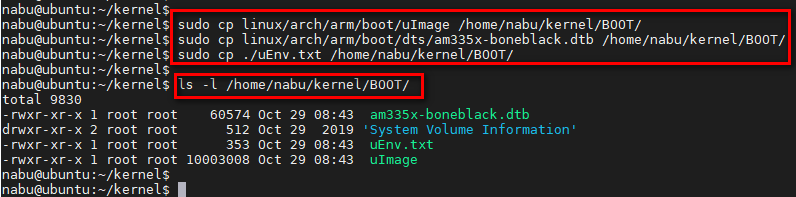 nabu@ubuntu:~/kernel$
nabu@ubuntu:~/kernel$ sudo cp linux/arch/arm/boot/uImage /home/nabu/kernel/BOOT/
nabu@ubuntu:~/kernel$ sudo cp linux/arch/arm/boot/dts/am335x-boneblack.dtb /home/nabu/kernel/BOOT/
nabu@ubuntu:~/kernel$ sudo cp ./uEnv.txt /home/nabu/kernel/BOOT/
nabu@ubuntu:~/kernel$
nabu@ubuntu:~/kernel$ ls -l /home/nabu/kernel/BOOT/
total 9830
-rwxr-xr-x 1 root root    60574 Oct 29 08:43  am335x-boneblack.dtb
drwxr-xr-x 2 root root      512 Oct 29  2019 'System Volume Information'
-rwxr-xr-x 1 root root      353 Oct 29 08:43  uEnv.txt
-rwxr-xr-x 1 root root 10003008 Oct 29 08:43  uImage
nabu@ubuntu:~/kernel$
nabu@ubuntu:~/kernel$